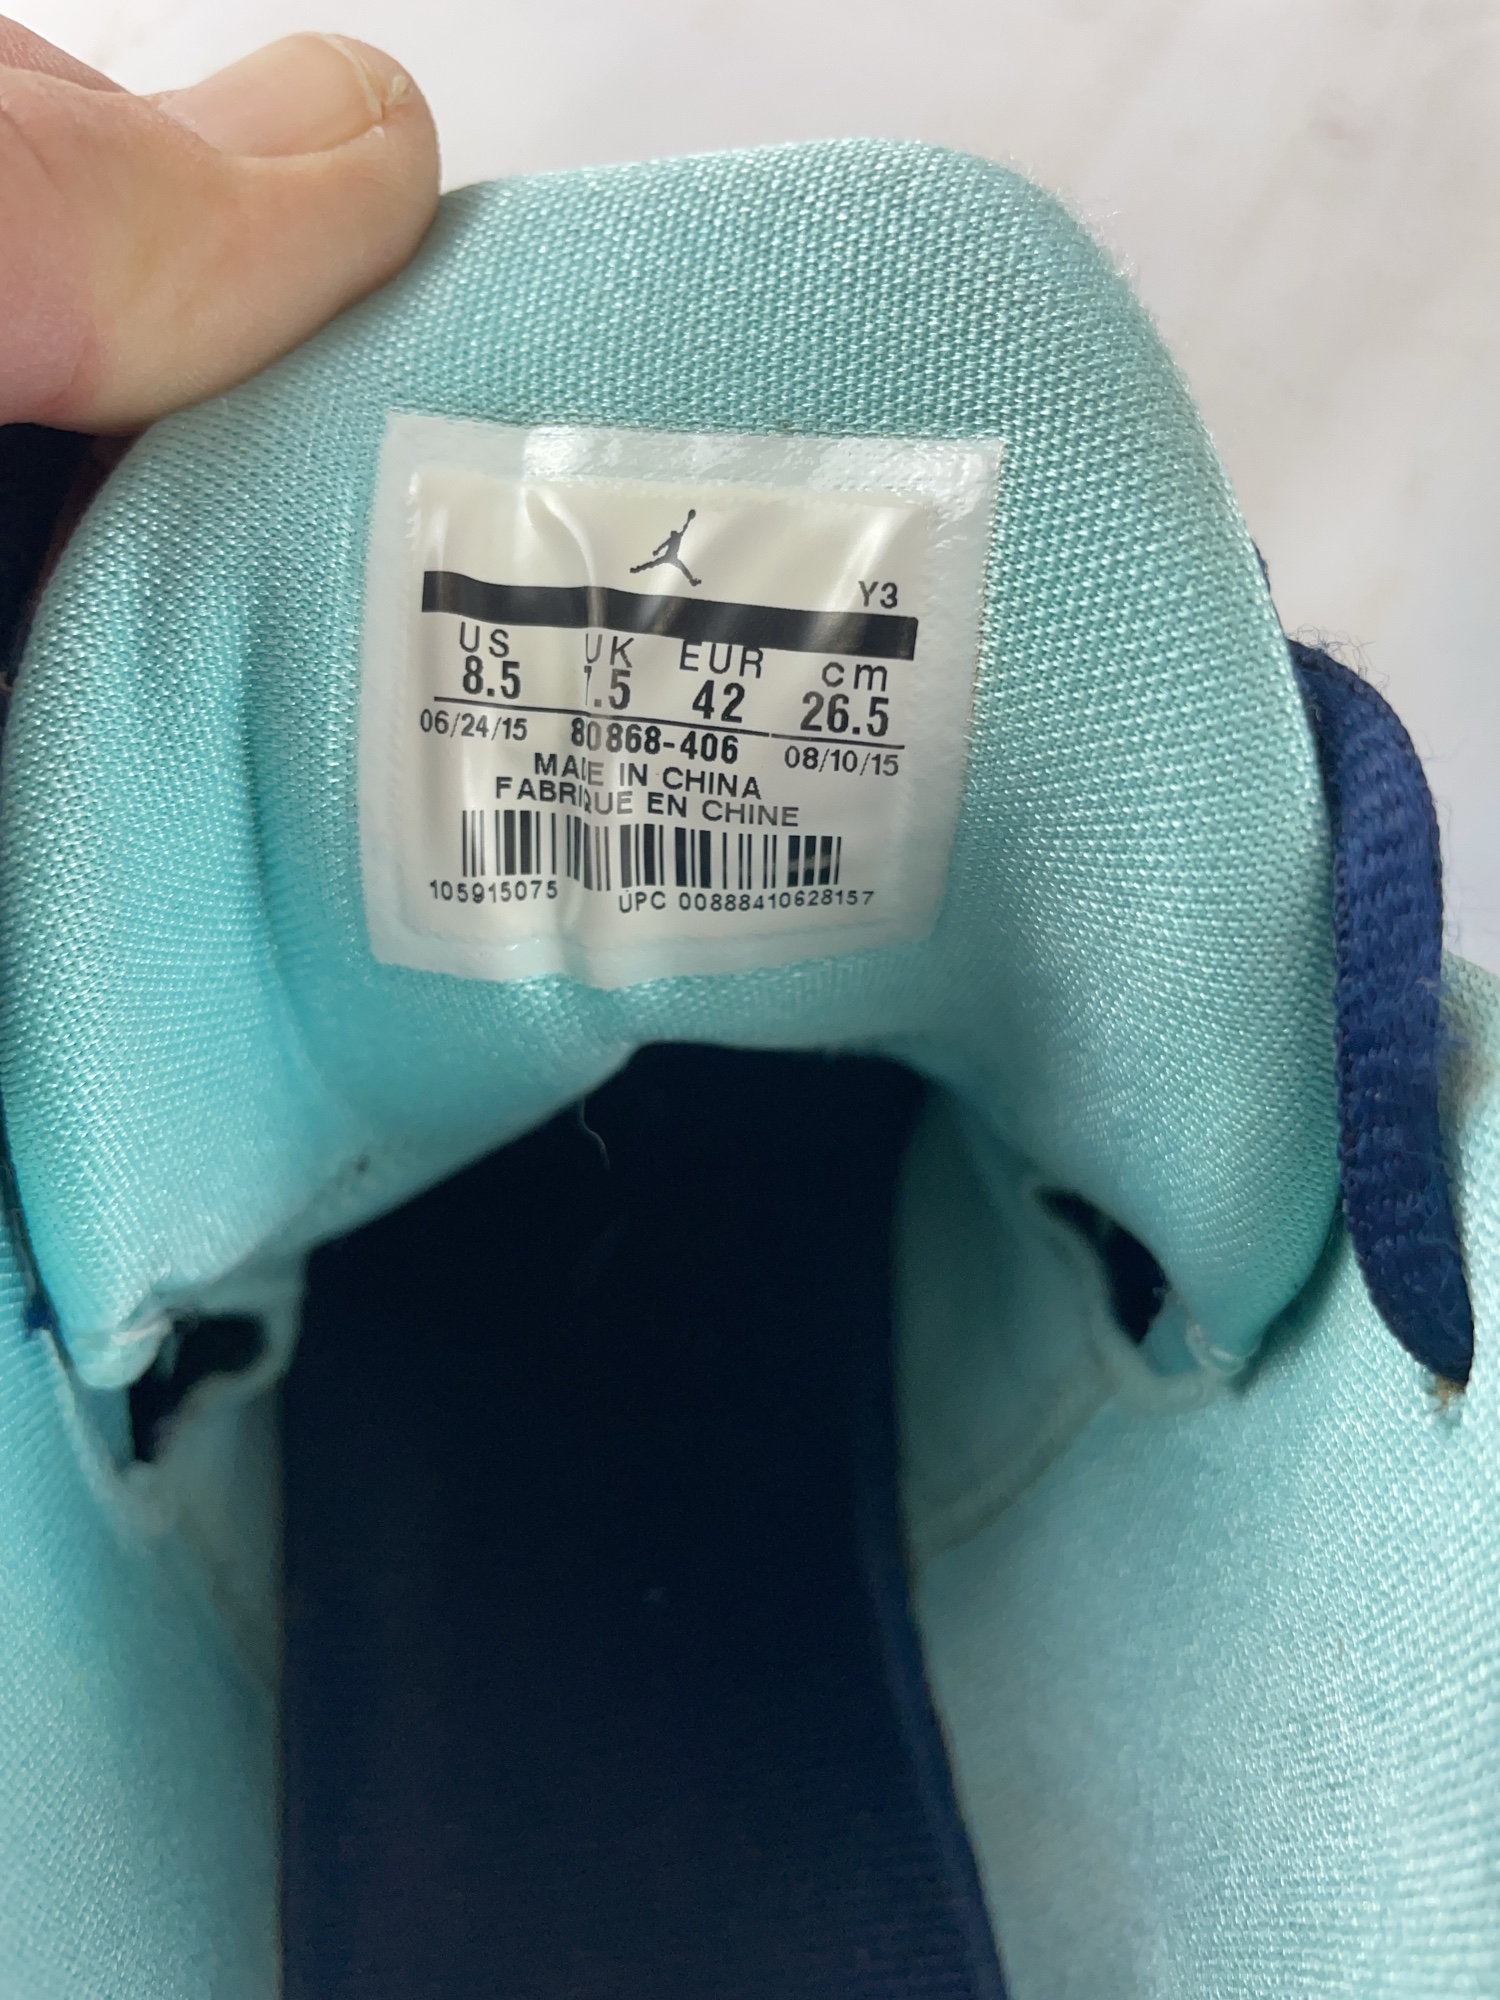 Y3
US UK EUR cm
8.5 .5 42 26.5
06/24/15 80868-406 08/10/15
MADE IN CHINA
FABRIQUE EN CHINE
105915075 UPC 00888410628157